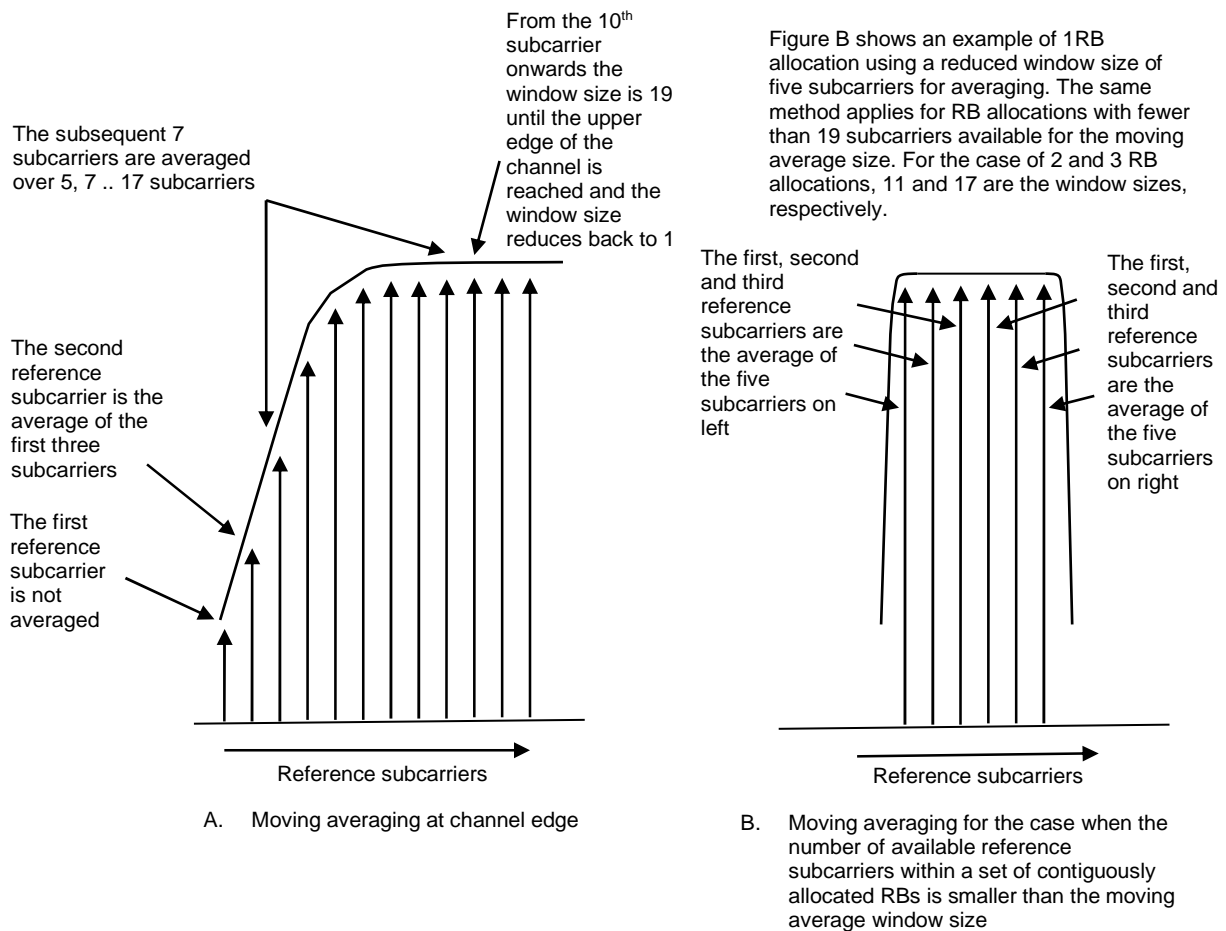 From the 10th
subcarrier
onwards the
window size is 19
until the upper
edge of the
channel is
reached and the
window size
reduces back to 1
The subsequent 7
subcarriers are averaged
over 5, 7 .. 17 subcarriers
The second
reference
subcarrier is the
average of the
first three
subcarriers
The first
reference
subcarrier
is not
averaged
Reference subcarriers
A. Moving averaging at channel edge
Figure B shows an example of 1RB
allocation using a reduced window size of
five subcarriers for averaging. The same
method applies for RB allocations with fewer
than 19 subcarriers available for the moving
average size. For the case of 2 and 3 RB
allocations, 11 and 17 are the window sizes,
respectively.
The first, second
and third
reference
subcarriers are
the average of
the five
subcarriers on
left
The first,
second and
third
reference
subcarriers
are the
average of
the five
subcarriers
on right
Reference subcarriers
B. Moving averaging for the case when the
number of available reference
subcarriers within a set of contiguously
allocated RBs is smaller than the moving
average window size